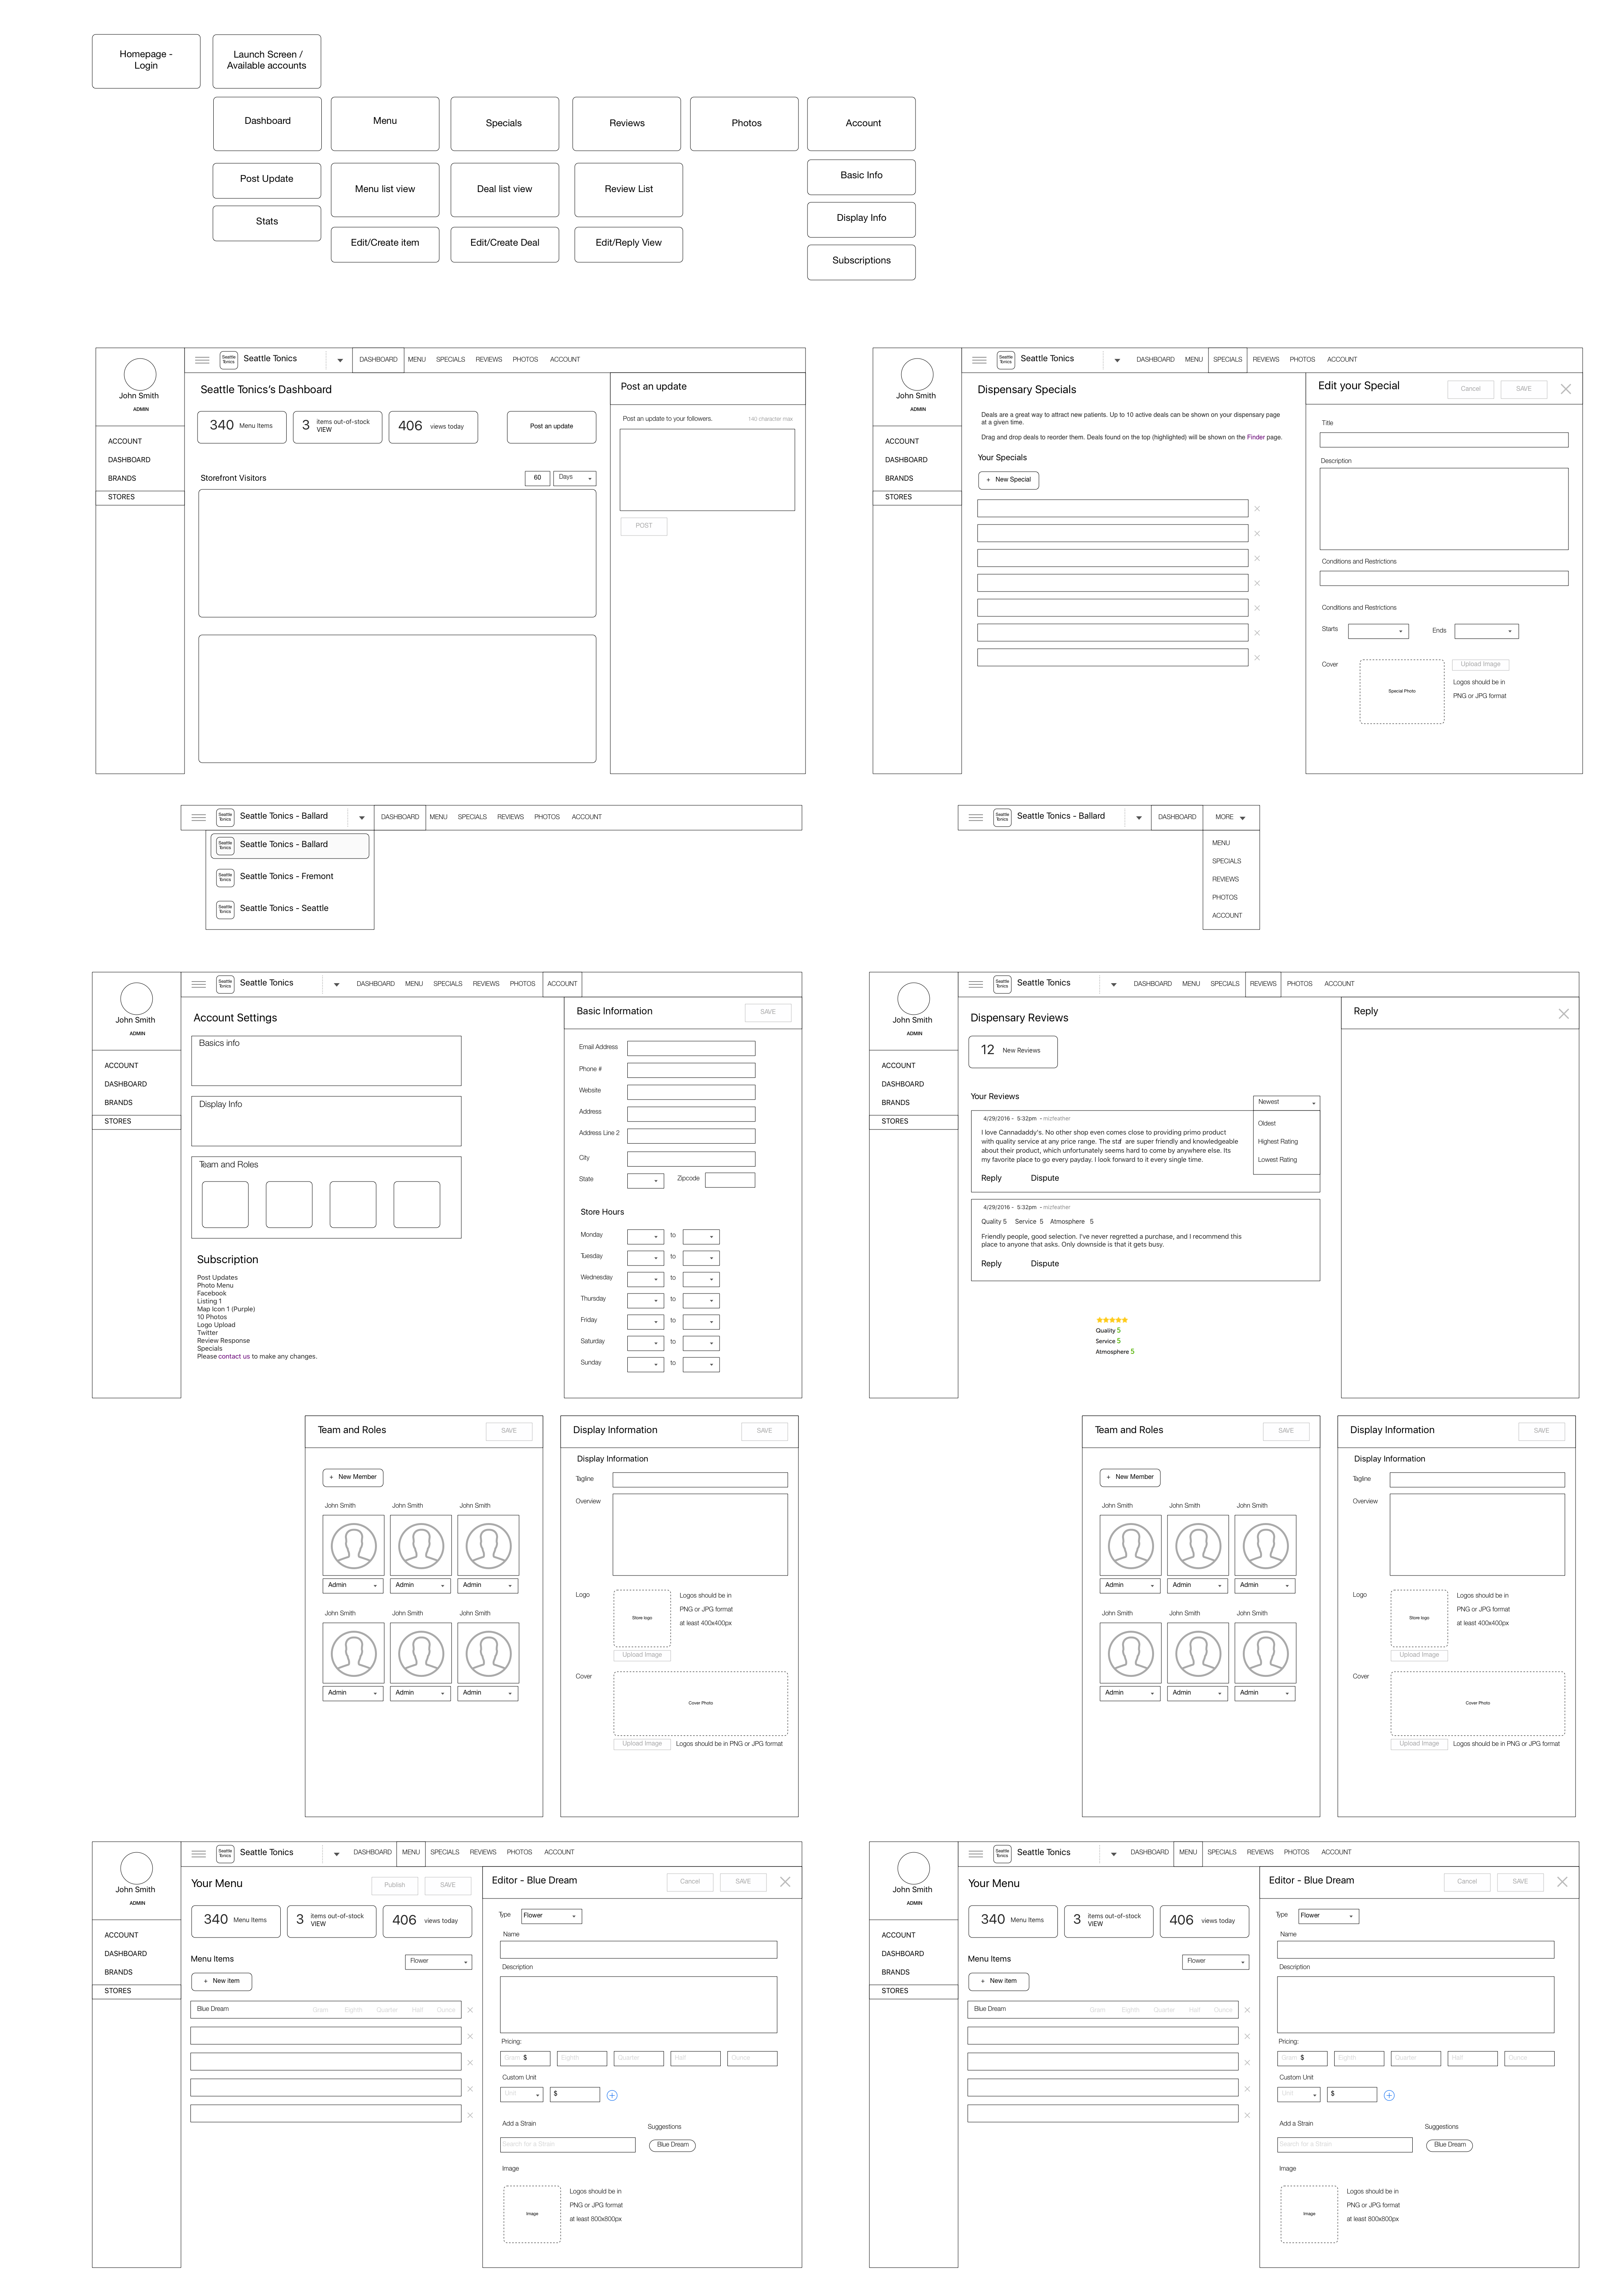 Homepage -
Login
Launch Screen /
Available accounts
Dashboard
Menu
Specials
Reviews
Photos
Account
Post Update
Menu list view
Deal list view
Review List
Basic Info
Stats
Display Info
Edit/Create item
Edit/Create Deal
Edit/Reply View
Subscriptions
John Smith
ADMIN
ACCOUNT
DASHBOARD
BRANDS
STORES
Seattle
Tonics
Seattle Tonics
DASHBOARD MENU SPECIALS REVIEWS PHOTOS ACCOUNT
Seattle Tonics's Dashboard
340 Menu Items
3 items out-of-stock
VIEW
406 views today
Post an update
Storefront Visitors
60 Days
Post an update
Post an update to your followers. 140 character max
POST
John Smith
ADMIN
ACCOUNT
DASHBOARD
BRANDS
STORES
Seattle
Tonics
Seattle Tonics
DASHBOARD MENU SPECIALS REVIEWS PHOTOS ACCOUNT
Dispensary Specials
Deals are a great way to attract new patients. Up to 10 active deals can be shown on your dispensary page
at a given time.
Drag and drop deals to reorder them. Deals found on the top (highlighted) will be shown on the Finder page.
Your Specials
+ New Special
Edit your Special
Cancel
SAVE
Title
Description
Conditions and Restrictions
Conditions and Restrictions
Starts
Ends
Cover
Special Photo
Upload Image
Logos should be in
PNG or JPG format
Seattle
Tonics
Seattle Tonics - Ballard
DASHBOARD MENU SPECIALS REVIEWS PHOTOS ACCOUNT
Seattle
Tonics
Seattle Tonics - Ballard
Seattle
Tonics
Seattle Tonics - Fremont
Seattle
Tonics
Seattle Tonics - Seattle
Seattle
Tonics
Seattle Tonics - Ballard
DASHBOARD
MORE
MENU
SPECIALS
REVIEWS
PHOTOS
ACCOUNT
John Smith
ADMIN
ACCOUNT
DASHBOARD
BRANDS
STORES
Seattle
Tonics
Seattle Tonics
DASHBOARD MENU SPECIALS REVIEWS PHOTOS ACCOUNT
Account Settings
Basics info
Display Info
Team and Roles
Subscription
Post Updates
Photo Menu
Facebook
Listing 1
Map Icon 1 (Purple)
10 Photos
Logo Upload
Twitter
Review Response
Specials
Please contact us to make any changes.
Basic Information
SAVE
Email Address
Phone #
Website
Address
Address Line 2
City
State
Zipcode
Store Hours
Monday to
Tuesday to
Wednesday to
Thursday to
Friday to
Saturday to
Sunday to
John Smith
ADMIN
ACCOUNT
DASHBOARD
BRANDS
STORES
Seattle
Tonics
Seattle Tonics
DASHBOARD MENU SPECIALS REVIEWS PHOTOS ACCOUNT
Dispensary Reviews
12 New Reviews
Your Reviews
Newest
Oldest
Highest Rating
Lowest Rating
4/29/2016 - 5:32pm - mizfeather
I love Cannadaddy's. No other shop even comes close to providing primo product
with quality service at any price range. The staf are super friendly and knowledgeable
about their product, which unfortunately seems hard to come by anywhere else. Its
my favorite place to go every payday. I look forward to it every single time.
Reply Dispute
4/29/2016 - 5:32pm - mizfeather
Quality 5 Service 5 Atmosphere 5
Friendly people, good selection. I've never regretted a purchase, and I recommend this
place to anyone that asks. Only downside is that it gets busy.
Reply Dispute
Quality 5
Service 5
Atmosphere 5
Reply
Team and Roles
SAVE
+ New Member
John Smith John Smith John Smith
Admin Admin Admin
John Smith John Smith John Smith
Admin Admin Admin
Display Information
SAVE
Display Information
Tagline
Overview
Logo
Store logo
Logos should be in
PNG or JPG format
at least 400x400px
Upload Image
Cover
Cover Photo
Upload Image
Logos should be in PNG or JPG format
Team and Roles
SAVE
+ New Member
John Smith John Smith John Smith
Admin Admin Admin
John Smith John Smith John Smith
Admin Admin Admin
Display Information
SAVE
Display Information
Tagline
Overview
Logo
Store logo
Logos should be in
PNG or JPG format
at least 400x400px
Upload Image
Cover
Cover Photo
Upload Image
Logos should be in PNG or JPG format
John Smith
ADMIN
ACCOUNT
DASHBOARD
BRANDS
STORES
Seattle
Tonics
Seattle Tonics
DASHBOARD MENU SPECIALS REVIEWS PHOTOS ACCOUNT
Your Menu
Publish
SAVE
340 Menu Items
3 items out-of-stock
VIEW
406 views today
Menu Items
Flower
+ New item
Blue Dream Gram Eighth Quarter Half Ounce
Editor - Blue Dream
Cancel
SAVE
Type Flower
Name
Description
Pricing:
Gram $ Eighth Quarter Half Ounce
Custom Unit
Unit $
Add a Strain
Suggestions
Search for a Strain
Blue Dream
Image
Image
Logos should be in
PNG or JPG format
at least 800x800px
John Smith
ADMIN
ACCOUNT
DASHBOARD
BRANDS
STORES
Seattle
Tonics
Seattle Tonics
DASHBOARD MENU SPECIALS REVIEWS PHOTOS ACCOUNT
Your Menu
340 Menu Items
3 items out-of-stock
VIEW
406 views today
Menu Items
Flower
+ New item
Blue Dream Gram Eighth Quarter Half Ounce
Editor - Blue Dream
Cancel
SAVE
Type Flower
Name
Description
Pricing:
Gram $ Eighth Quarter Half Ounce
Custom Unit
Unit $
Add a Strain
Suggestions
Search for a Strain
Blue Dream
Image
Image
Logos should be in
PNG or JPG format
at least 800x800px